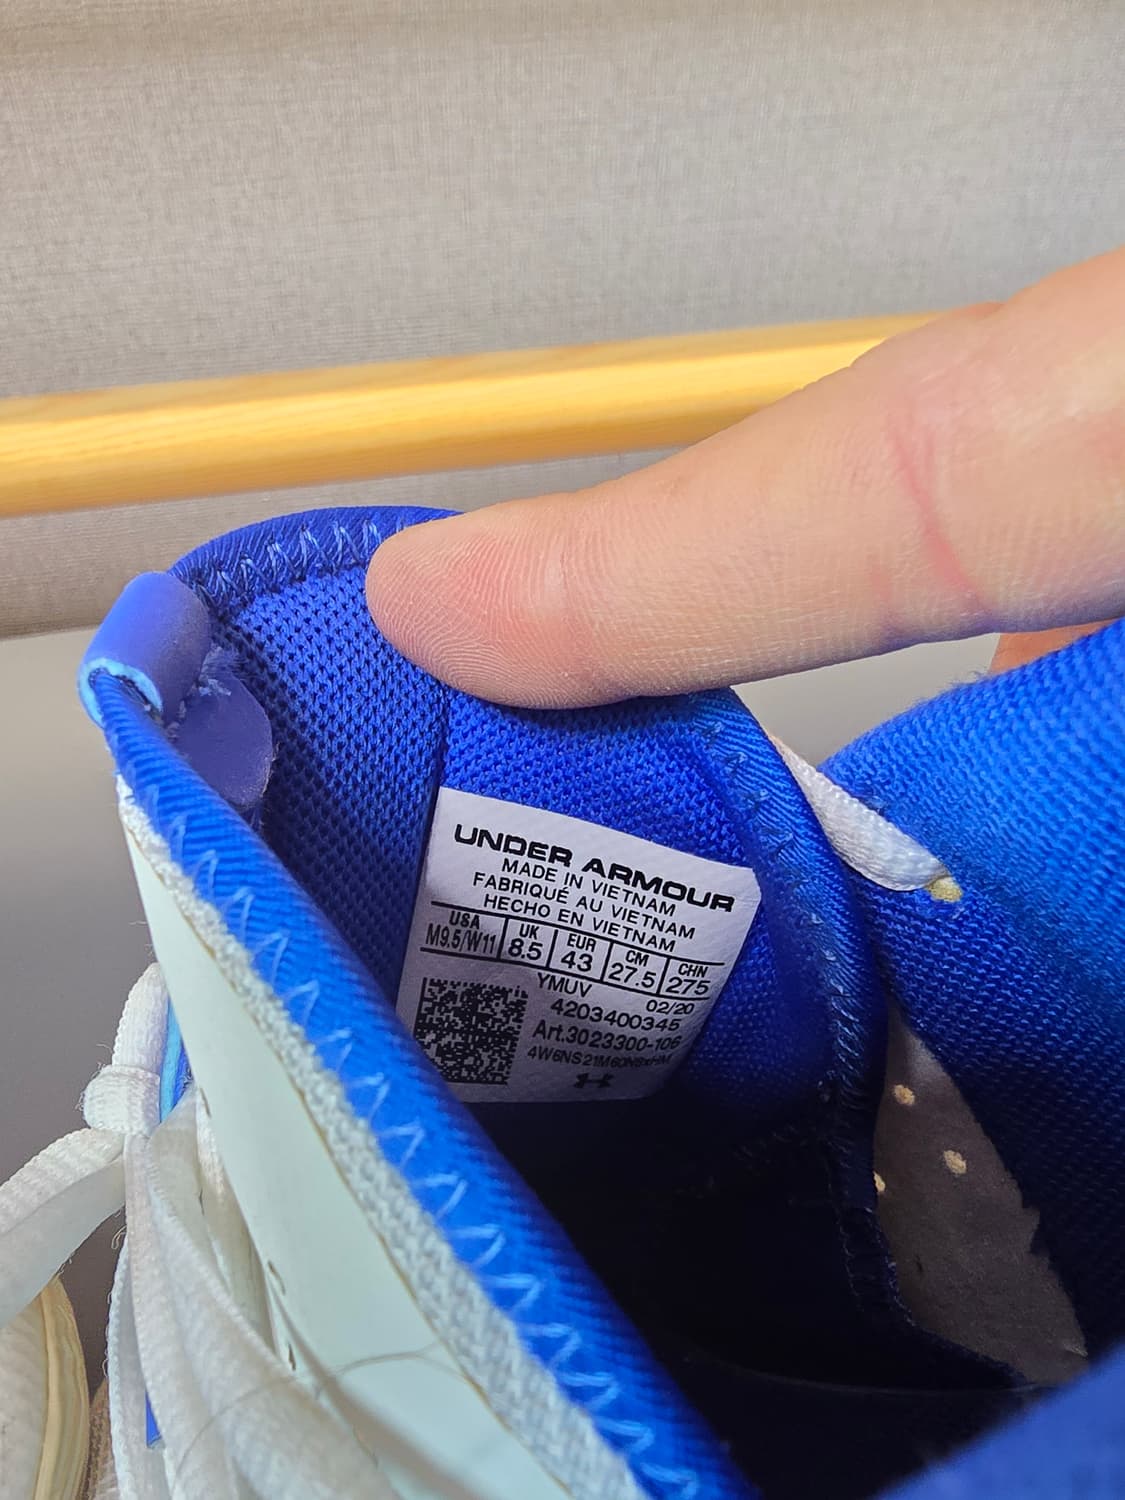 UNDER ARMOUR
MADE IN VIETNAM
FABRIQUÉ AU VIETNAM
HECHO EN VIETNAM
USA UK EUR CM CHN
M9.5/W11 8.5 43 27.5 275
YMUV 02/20
4203400345
Art.3023300-106